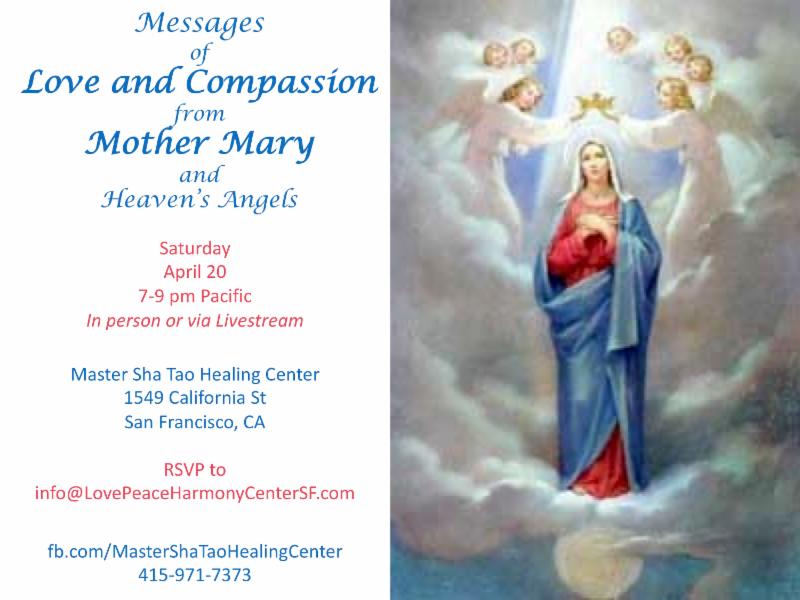 Messages
of
Love and Compassion
from
Mother Mary
and
Heaven's Angels
Saturday
April 20
7-9 pm Pacific
In person or via Livestream
Master Sha Tao Healing Center
1549 California St
San Francisco, CA
RSVP to
info@LovePeaceHarmonyCenterSF.com
fb.com/MasterShaTaoHealingCenter
415-971-7373